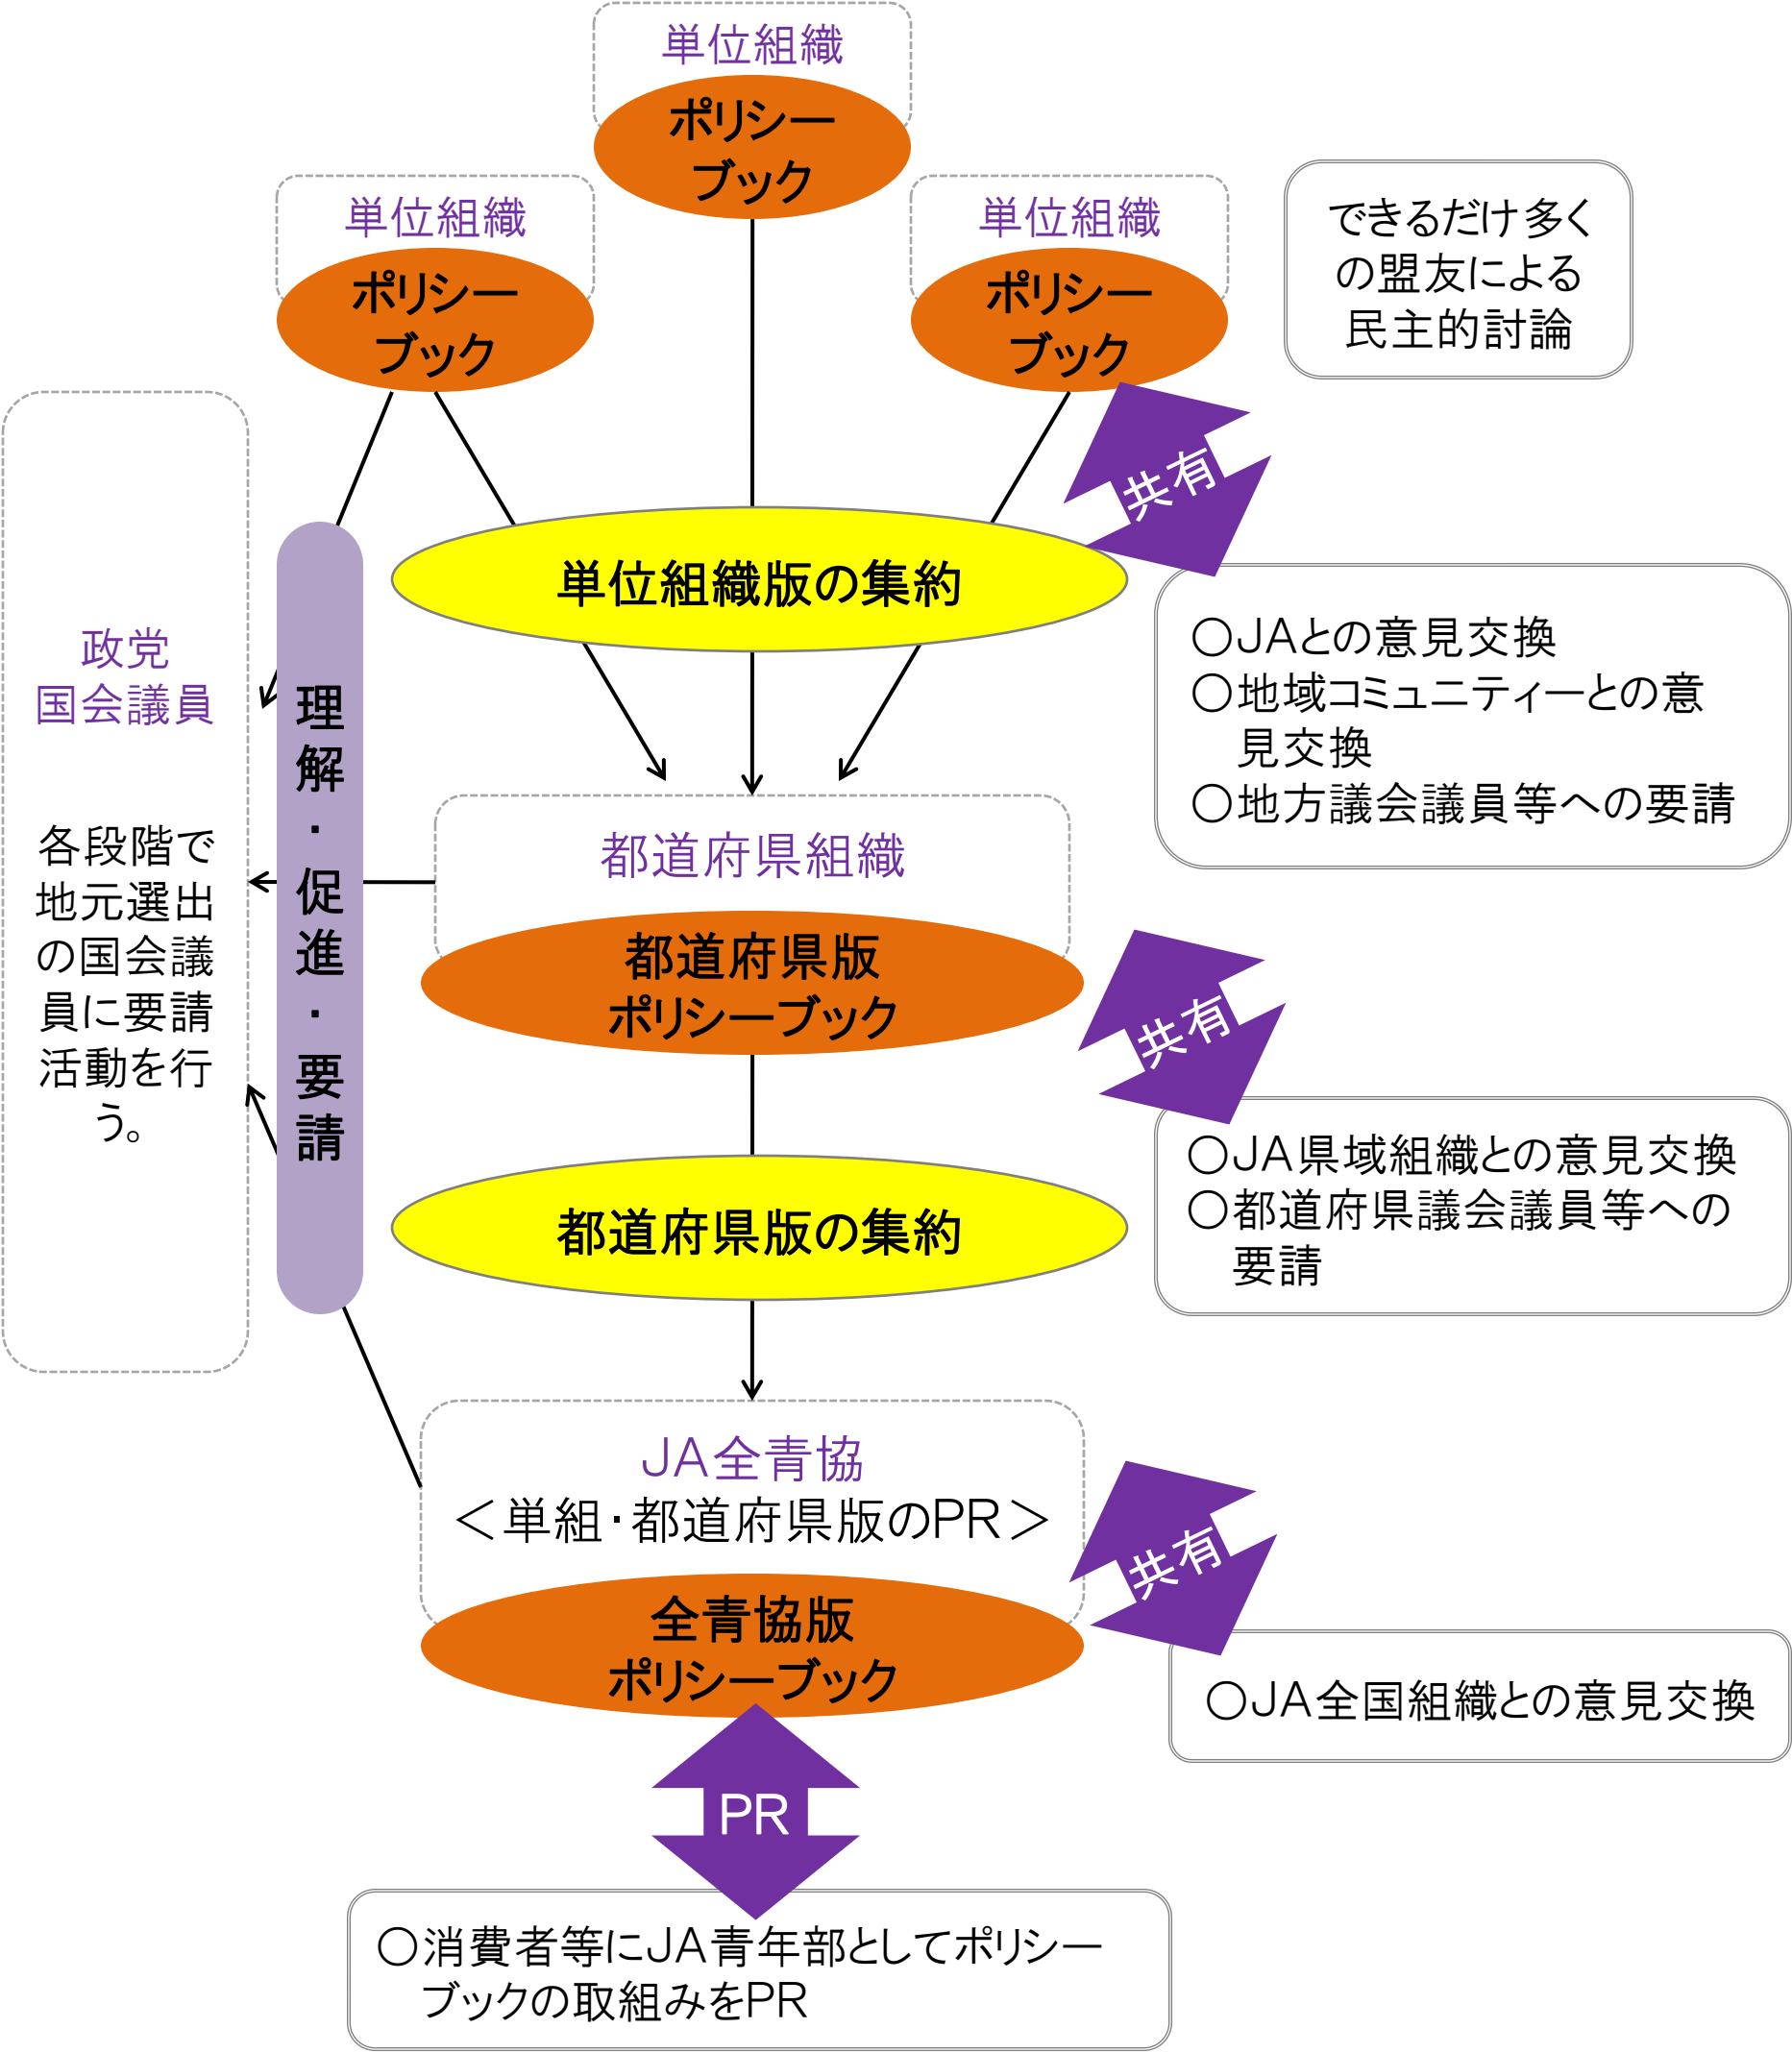 単位組織
ポリシー
ブック
単位組織
ポリシー
ブック
単位組織
ポリシー
ブック
できるだけ多く
の盟友による
民主的討論
共有
単位組織版の集約
○JAとの意見交換
○地域コミュニティーとの意
見交換
○地方議会議員等への要請
政党
国会議員
各段階で
地元選出
の国会議
員に要請
活動を行
う。
理解・促進・要請
都道府県組織
都道府県版
ポリシーブック
共有
○JA県域組織との意見交換
○都道府県議会議員等への
要請
都道府県版の集約
JA全青協
＜単組・都道府県版のPR＞
全青協版
ポリシーブック
共有
○JA全国組織との意見交換
PR
○消費者等にJA青年部としてポリシー
ブックの取組みをPR